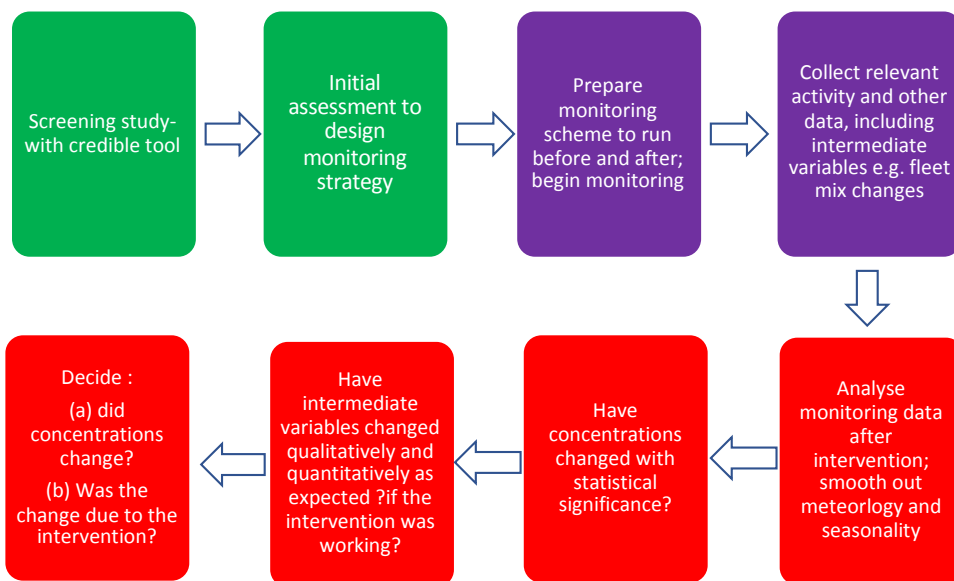 Screening study-
with credible tool
Initial
assessment to
design
monitoring
strategy
Prepare
monitoring
scheme to run
before and after;
begin monitoring
Collect relevant
activity and other
data, including
intermediate
variables e.g. fleet
mix changes
Analyse
monitoring data
after
intervention;
smooth out
meteorlogy and
seasonality
Have
concentrations
changed with
statistical
significance?
Have
intermediate
variables changed
qualitatively and
quantitatively as
expected ?if the
intervention was
working?
Decide :
(a) did
concentrations
change?
(b) Was the
change due to the
intervention?